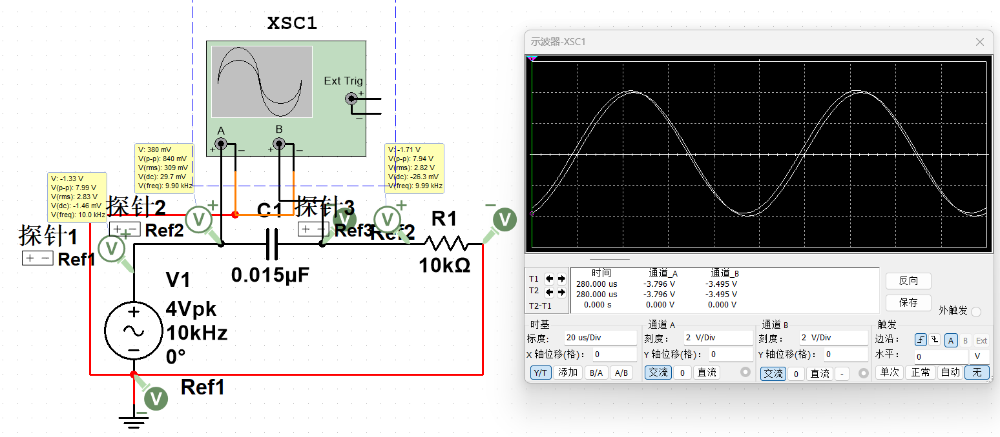 XSC1
Ext Trig
+
−
A
B
+
−
+
−
V: 380 mV
V(p-p): 840 mV
V(rms): 309 mV
V(dc): 29.7 mV
V(freq): 9.90 kHz
V: -1.71 V
V(p-p): 7.94 V
V(rms): 2.82 V
V(dc): -26.3 mV
V(freq): 9.99 kHz
V: -1.33 V
V(p-p): 7.99 V
V(rms): 2.83 V
V(dc): -1.46 mV
V(freq): 10.0 kHz
探针2
+ −
Ref2
V
+
C1
探针3
+ −
Ref3
V
V
+
Ref2
R1
−
V
10kΩ
探针1
+ −
Ref1
V
+
0.015µF
V1
4Vpk
10kHz
0°
+
−
Ref1
V
−
示波器-XSC1
T1
T2
T2-T1
时间 通道_A 通道_B
280.000 us -3.796 V -3.495 V
280.000 us -3.796 V -3.495 V
0.000 s 0.000 V 0.000 V
反向
保存
外触发
时基
标度: 20 us/Div
X 轴位移(格): 0
Y/T 添加 B/A A/B
通道 A
刻度: 2 V/Div
Y 轴位移(格): 0
交流 0 直流
通道 B
刻度: 2 V/Div
Y 轴位移(格): 0
交流 0 直流 -
触发
边沿: A B Ext
水平: 0 V
单次 正常 自动 无